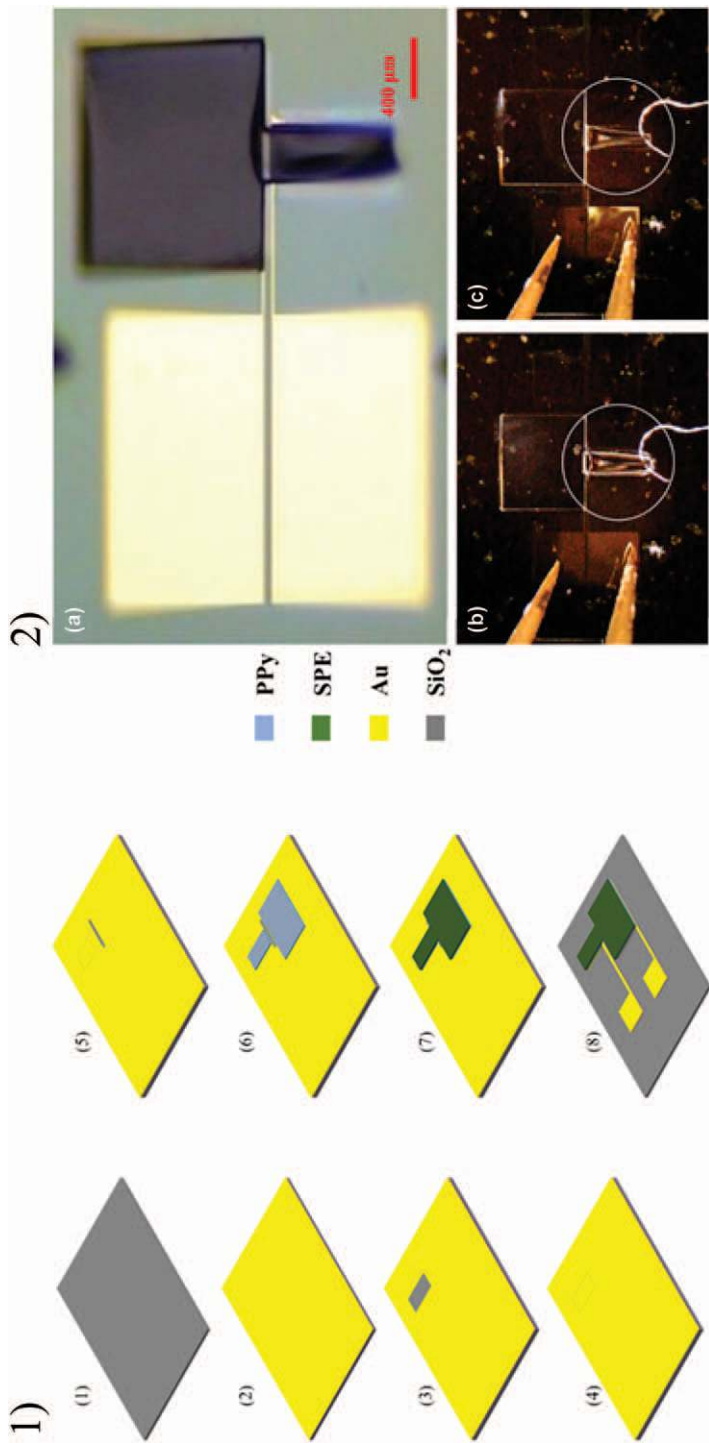 1)
(1)
(2)
(3)
(4)
(5)
(6)
(7)
(8)
PPy
SPE
Au
SiO₂
2)
(a)
400 µm
(b)
(c)